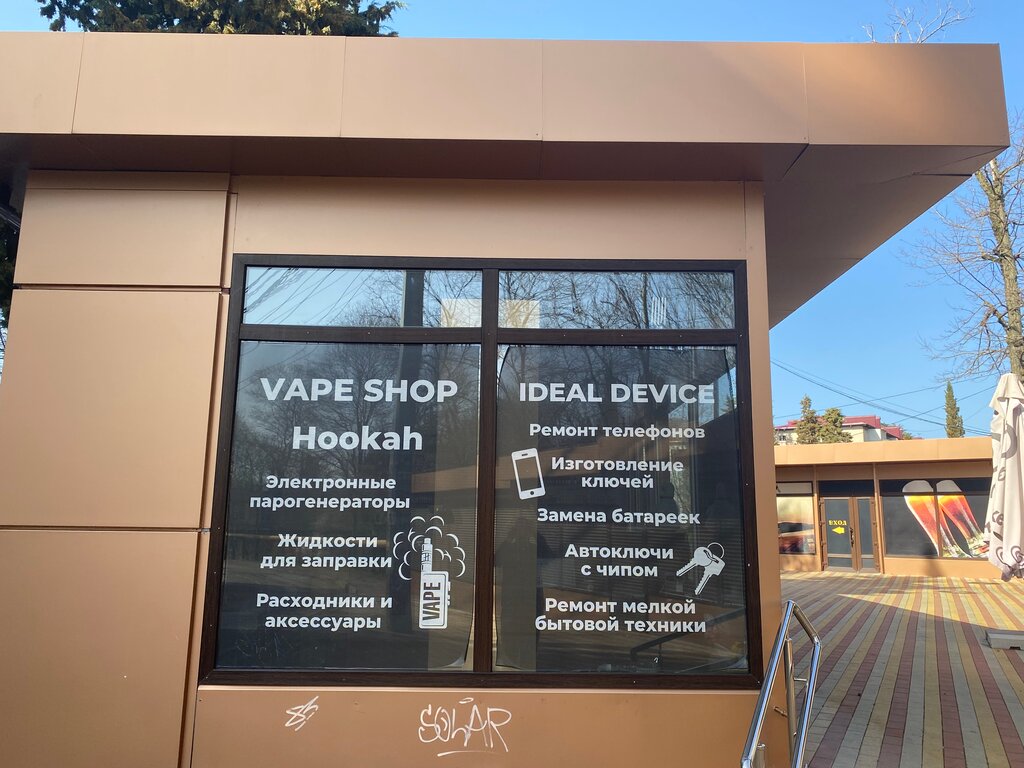 VAPE SHOP
Hookah
Электронные
парогенераторы
Жидкости
для заправки
Расходники и
аксессуары
VAPE
IDEAL DEVICE
Ремонт телефонов
Изготовление
ключей
Замена батареек
Автоключи
с чипом
Ремонт мелкой
бытовой техники
ВХОД
SOLAR